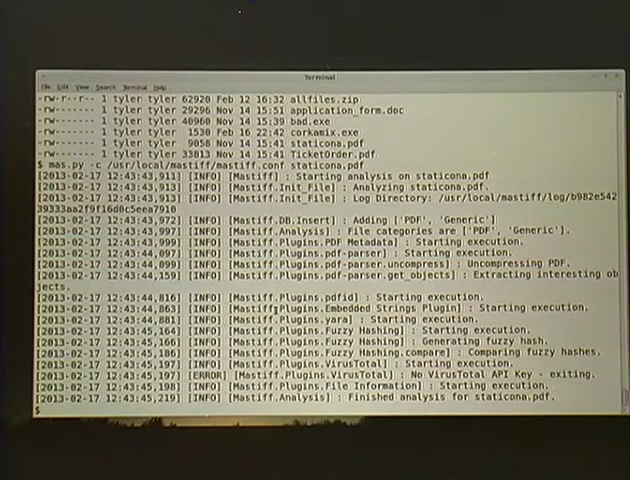 Terminal
File Edit View Search Terminal Help
-rw-r--r-- 1 tyler tyler 62920 Feb 12 16:32 allfiles.zip
-rw------- 1 tyler tyler 29296 Nov 14 15:51 application_form.doc
-rw------- 1 tyler tyler 40960 Nov 14 15:39 bad.exe
-rw------- 1 tyler tyler 1530 Feb 16 22:42 corkamix.exe
-rw------- 1 tyler tyler 9058 Nov 14 15:41 staticona.pdf
-rw------- 1 tyler tyler 33813 Nov 14 15:41 TicketOrder.pdf
$ mas.py -c /usr/local/mastiff/mastiff.conf staticona.pdf
[2013-02-17 12:43:43,911] [INFO] [Mastiff] : Starting analysis on staticona.pdf
[2013-02-17 12:43:43,913] [INFO] [Mastiff.Init_File] : Analyzing staticona.pdf.
[2013-02-17 12:43:43,913] [INFO] [Mastiff.Init_File] : Log Directory: /usr/local/mastiff/log/b982e542
39333aa2f9f16d0c5eea7910
[2013-02-17 12:43:43,972] [INFO] [Mastiff.DB.Insert] : Adding ['PDF', 'Generic']
[2013-02-17 12:43:43,997] [INFO] [Mastiff.Analysis] : File categories are ['PDF', 'Generic'].
[2013-02-17 12:43:43,999] [INFO] [Mastiff.Plugins.PDF Metadata] : Starting execution.
[2013-02-17 12:43:44,097] [INFO] [Mastiff.Plugins.pdf-parser] : Starting execution.
[2013-02-17 12:43:44,099] [INFO] [Mastiff.Plugins.pdf-parser.uncompress] : Uncompressing PDF.
[2013-02-17 12:43:44,159] [INFO] [Mastiff.Plugins.pdf-parser.get_objects] : Extracting interesting ob
jects.
[2013-02-17 12:43:44,816] [INFO] [Mastiff.Plugins.pdfid] : Starting execution.
[2013-02-17 12:43:44,863] [INFO] [Mastiff.Plugins.Embedded Strings Plugin] : Starting execution.
[2013-02-17 12:43:44,881] [INFO] [Mastiff.Plugins.yara] : Starting execution.
[2013-02-17 12:43:45,164] [INFO] [Mastiff.Plugins.Fuzzy Hashing] : Starting execution.
[2013-02-17 12:43:45,166] [INFO] [Mastiff.Plugins.Fuzzy Hashing] : Generating fuzzy hash.
[2013-02-17 12:43:45,186] [INFO] [Mastiff.Plugins.Fuzzy Hashing.compare] : Comparing fuzzy hashes.
[2013-02-17 12:43:45,197] [INFO] [Mastiff.Plugins.VirusTotal] : Starting execution.
[2013-02-17 12:43:45,197] [ERROR] [Mastiff.Plugins.VirusTotal] : No VirusTotal API Key - exiting.
[2013-02-17 12:43:45,198] [INFO] [Mastiff.Plugins.File Information] : Starting execution.
[2013-02-17 12:43:45,219] [INFO] [Mastiff.Analysis] : Finished analysis for staticona.pdf.
$